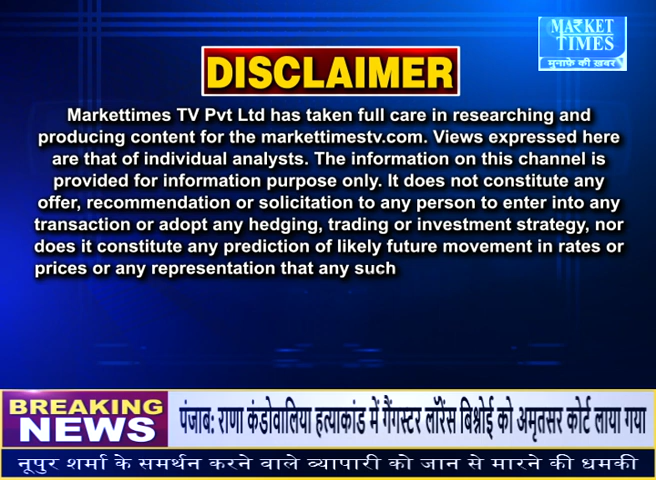 MARKET
TIMES
मुनाफे की खबर
DISCLAIMER
Markettimes TV Pvt Ltd has taken full care in researching and
producing content for the markettimestv.com. Views expressed here
are that of individual analysts. The information on this channel is
provided for information purpose only. It does not constitute any
offer, recommendation or solicitation to any person to enter into any
transaction or adopt any hedging, trading or investment strategy, nor
does it constitute any prediction of likely future movement in rates or
prices or any representation that any such
BREAKING
NEWS
पंजाब: राणा कंडोवालिया हत्याकांड में गैंगस्टर लॉरेंस बिश्नोई को अमृतसर कोर्ट लाया गया
नूपुर शर्मा के समर्थन करने वाले व्यापारी को जान से मारने की धमकी